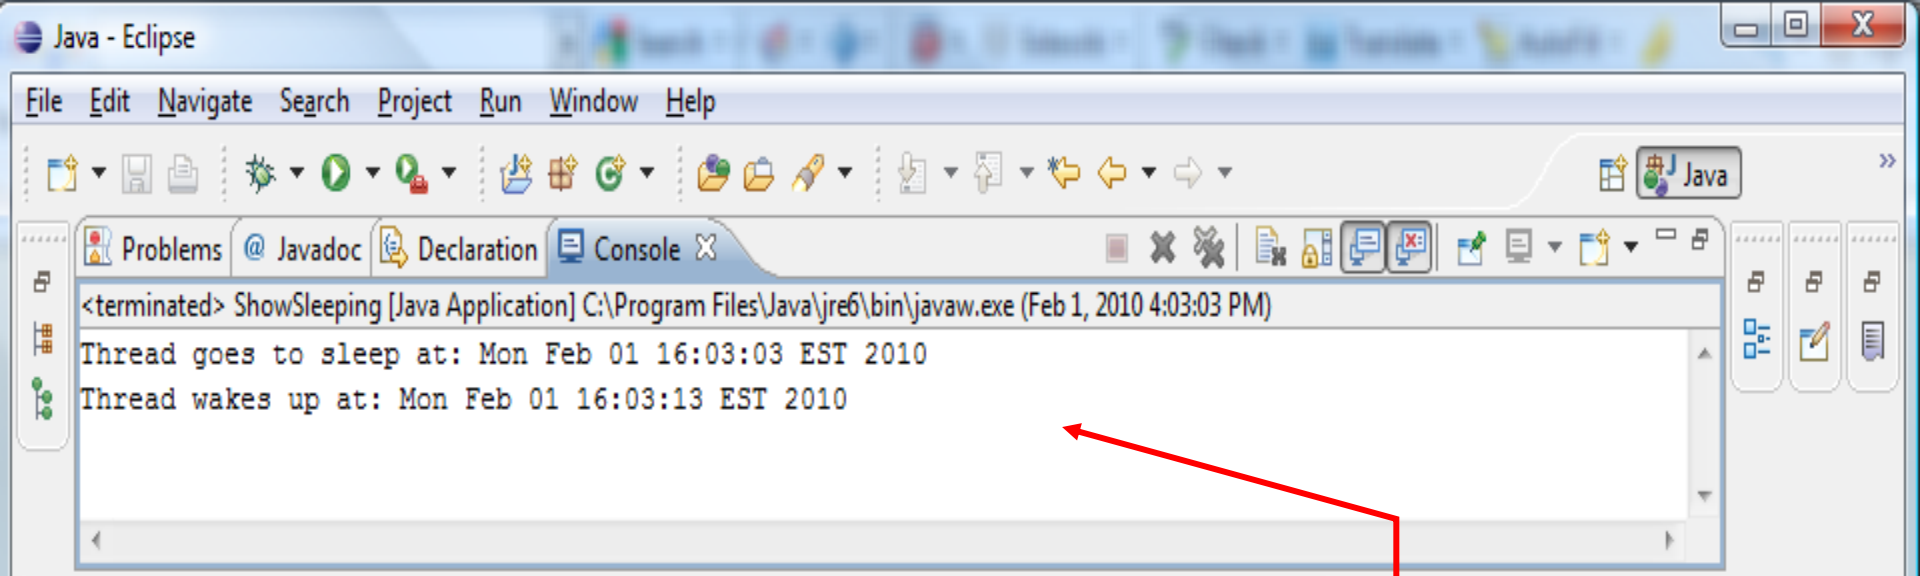 Java - Eclipse
File Edit Navigate Search Project Run Window Help
Java
Problems @ Javadoc Declaration Console
<terminated> ShowSleeping [Java Application] C:\Program Files\Java\jre6\bin\javaw.exe (Feb 1, 2010 4:03:03 PM)
Thread goes to sleep at: Mon Feb 01 16:03:03 EST 2010
Thread wakes up at: Mon Feb 01 16:03:13 EST 2010